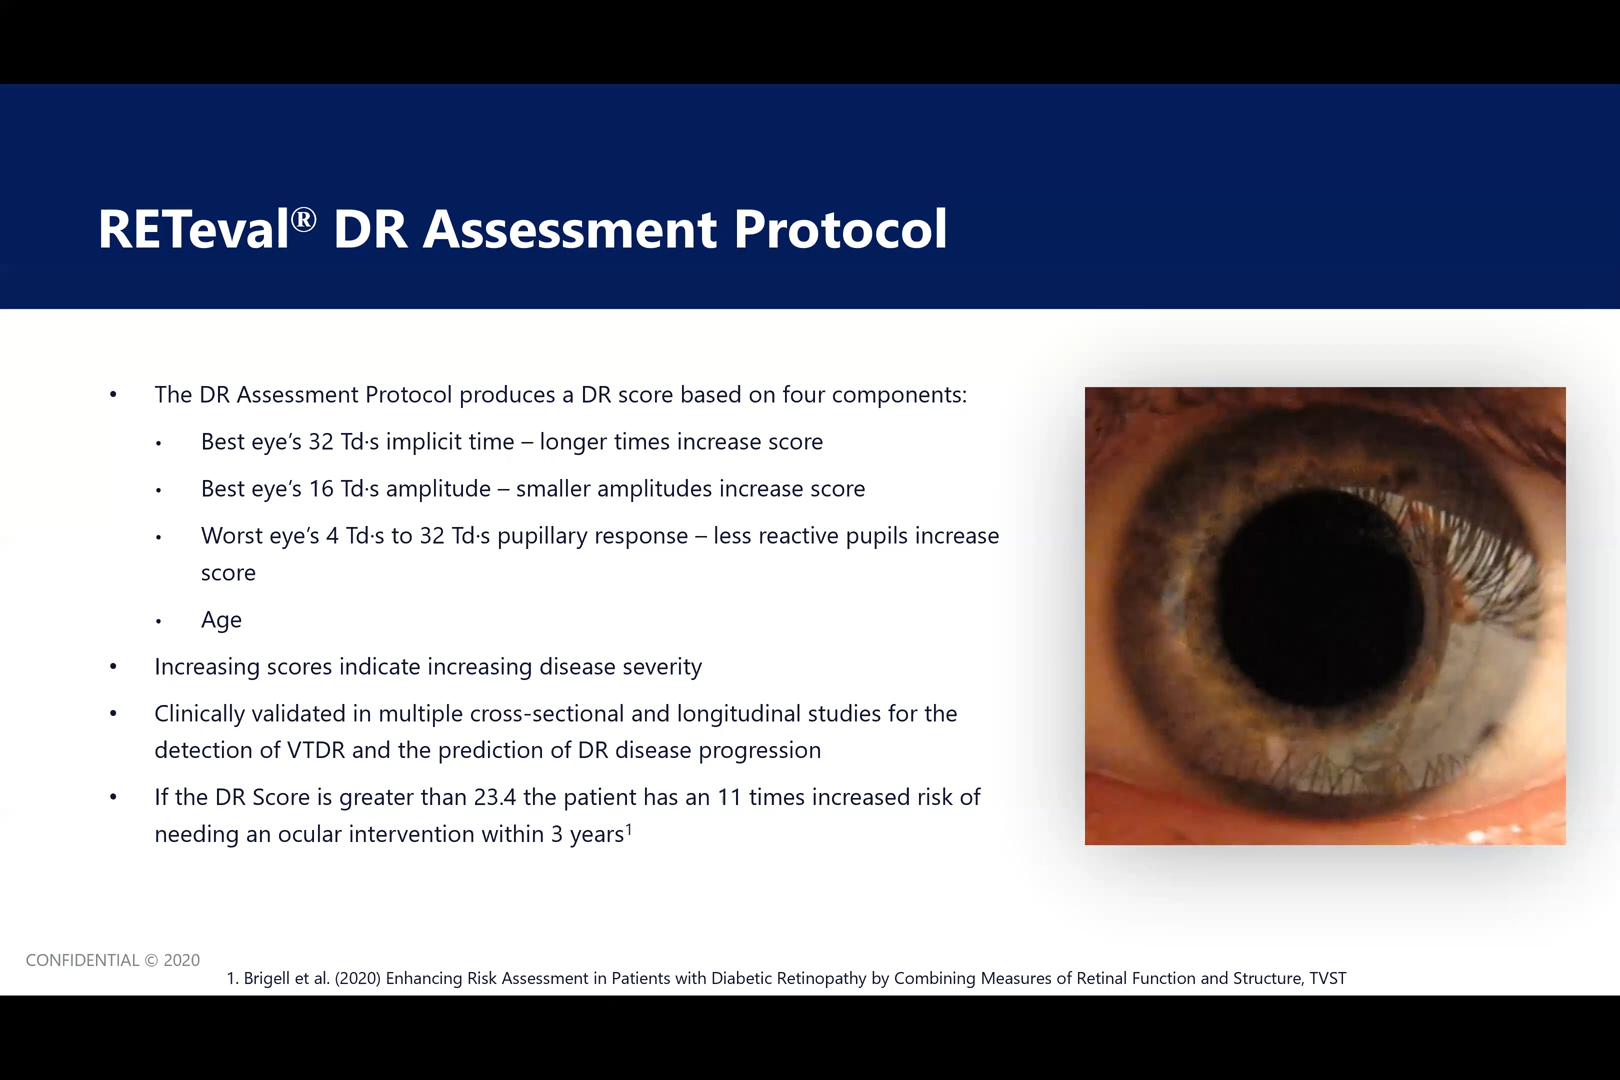 RETeval® DR Assessment Protocol
• The DR Assessment Protocol produces a DR score based on four components:
• Best eye’s 32 Td·s implicit time – longer times increase score
• Best eye’s 16 Td·s amplitude – smaller amplitudes increase score
• Worst eye’s 4 Td·s to 32 Td·s pupillary response – less reactive pupils increase
score
• Age
• Increasing scores indicate increasing disease severity
• Clinically validated in multiple cross-sectional and longitudinal studies for the
detection of VTDR and the prediction of DR disease progression
• If the DR Score is greater than 23.4 the patient has an 11 times increased risk of
needing an ocular intervention within 3 years¹
CONFIDENTIAL © 2020
1. Brigell et al. (2020) Enhancing Risk Assessment in Patients with Diabetic Retinopathy by Combining Measures of Retinal Function and Structure, TVST